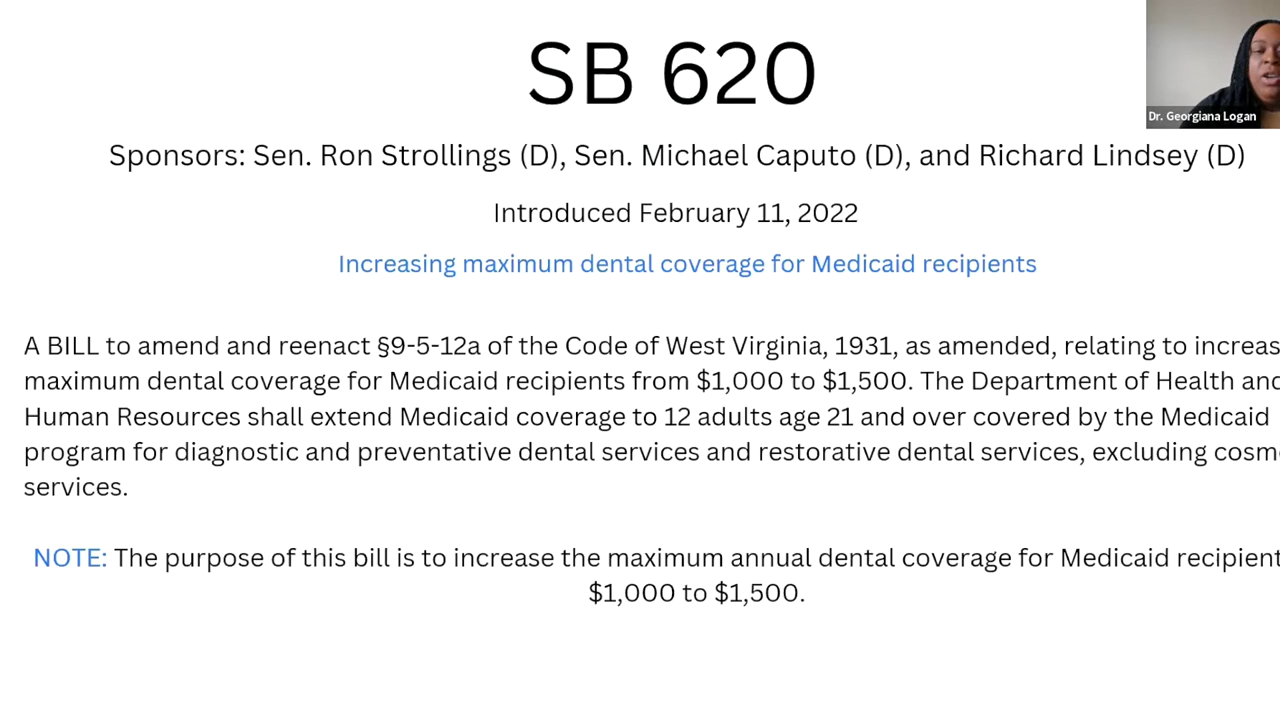 SB 620
Dr. Georgiana Logan
Sponsors: Sen. Ron Strollings (D), Sen. Michael Caputo (D), and Richard Lindsey (D)
Introduced February 11, 2022
Increasing maximum dental coverage for Medicaid recipients
A BILL to amend and reenact §9-5-12a of the Code of West Virginia, 1931, as amended, relating to increas
maximum dental coverage for Medicaid recipients from $1,000 to $1,500. The Department of Health and
Human Resources shall extend Medicaid coverage to 12 adults age 21 and over covered by the Medicaid
program for diagnostic and preventative dental services and restorative dental services, excluding cosm
services.
NOTE: The purpose of this bill is to increase the maximum annual dental coverage for Medicaid recipient
$1,000 to $1,500.